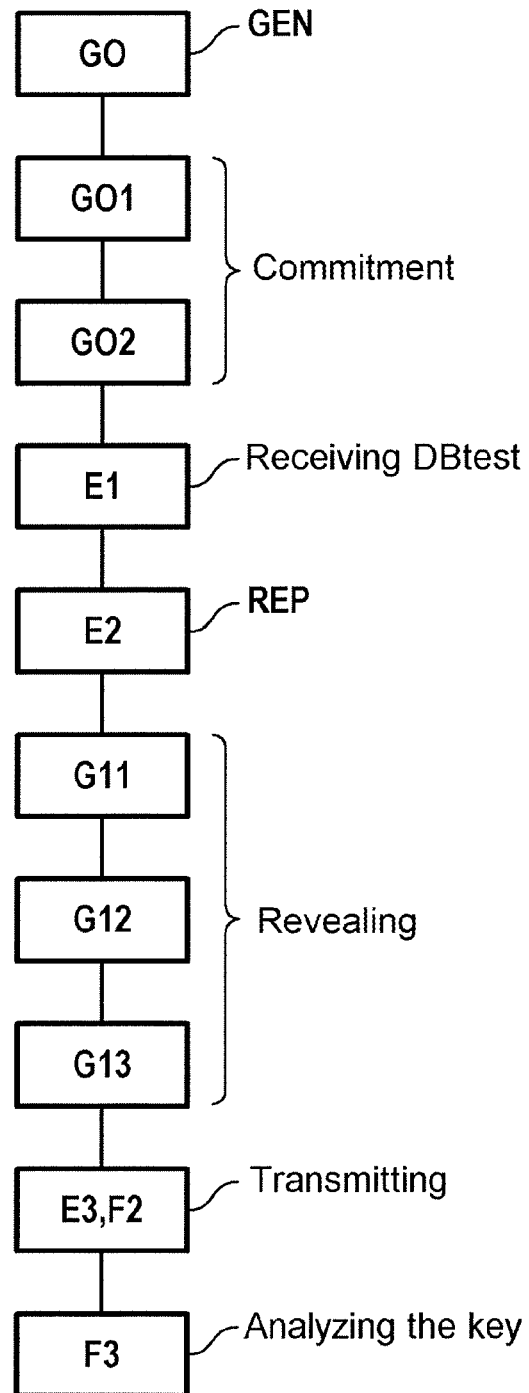 GO
GEN
GO1
Commitment
GO2
E1
Receiving DBtest
E2
REP
G11
G12
Revealing
G13
E3,F2
Transmitting
F3
Analyzing the key